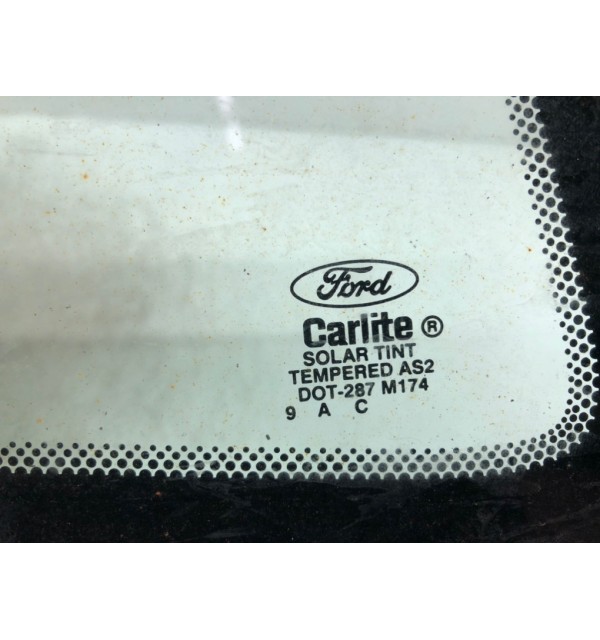 Ford
Carlite ®
SOLAR TINT
TEMPERED AS2
DOT-287 M174
9 A C